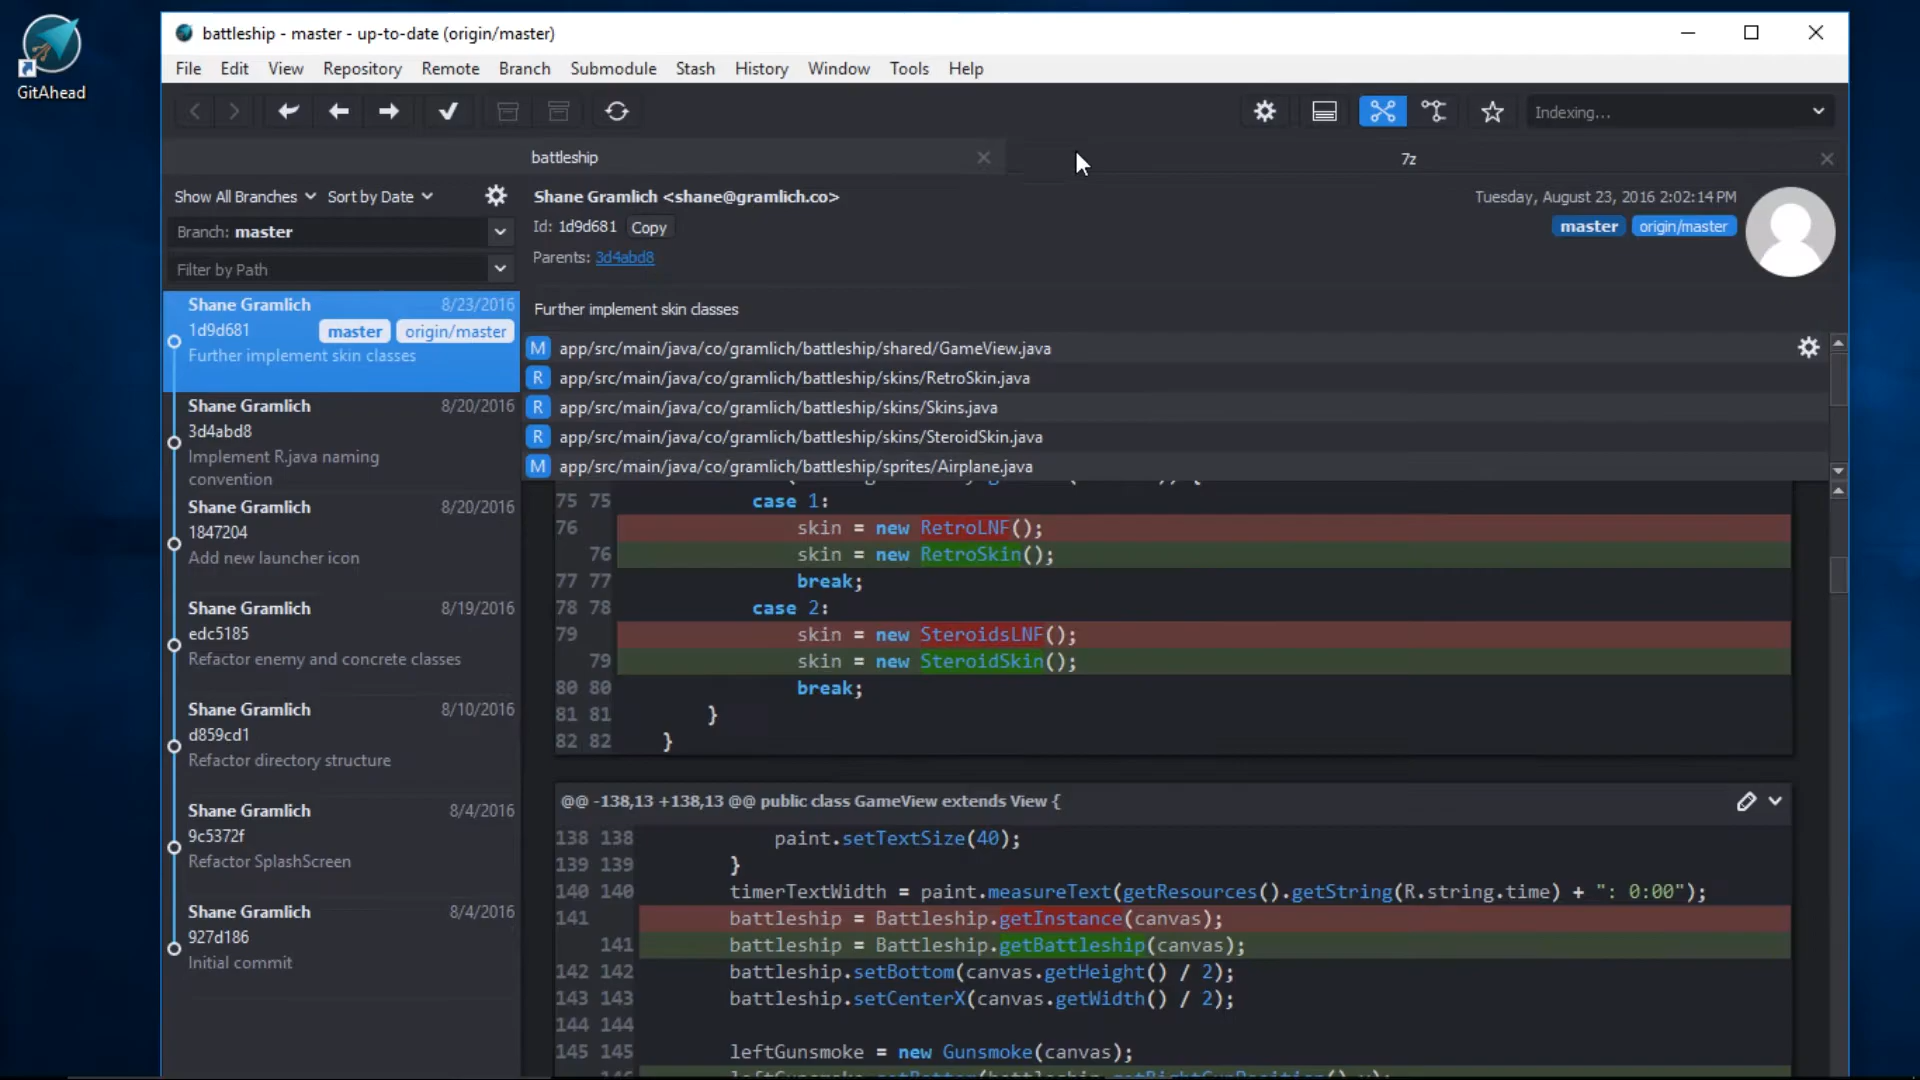 GitAhead
battleship - master - up-to-date (origin/master)
File Edit View Repository Remote Branch Submodule Stash History Window Tools Help
Indexing...
battleship
7z
Show All Branches Sort by Date
Branch: master
Filter by Path
Shane Gramlich 8/23/2016
1d9d681 master origin/master
Further implement skin classes
Shane Gramlich 8/20/2016
3d4abd8
Implement R.java naming
convention
Shane Gramlich 8/20/2016
1847204
Add new launcher icon
Shane Gramlich 8/19/2016
edc5185
Refactor enemy and concrete classes
Shane Gramlich 8/10/2016
d859cd1
Refactor directory structure
Shane Gramlich 8/4/2016
9c5372f
Refactor SplashScreen
Shane Gramlich 8/4/2016
927d186
Initial commit
Shane Gramlich <shane@gramlich.co> Tuesday, August 23, 2016 2:02:14 PM
Id: 1d9d681 Copy master origin/master
Parents: 3d4abd8
Further implement skin classes
M app/src/main/java/co/gramlich/battleship/shared/GameView.java
R app/src/main/java/co/gramlich/battleship/skins/RetroSkin.java
R app/src/main/java/co/gramlich/battleship/skins/Skins.java
R app/src/main/java/co/gramlich/battleship/skins/SteroidSkin.java
M app/src/main/java/co/gramlich/battleship/sprites/Airplane.java
75 75 case 1:
76 skin = new RetroLNF();
76 skin = new RetroSkin();
77 77 break;
78 78 case 2:
79 skin = new SteroidsLNF();
79 skin = new SteroidSkin();
80 80 break;
81 81 }
82 82 }
@@ -138,13 +138,13 @@ public class GameView extends View {
138 138 paint.setTextSize(40);
139 139 }
140 140 timerTextWidth = paint.measureText(getResources().getString(R.string.time) + ": 0:00");
141 battleship = Battleship.getInstance(canvas);
141 battleship = Battleship.getBattleship(canvas);
142 142 battleship.setBottom(canvas.getHeight() / 2);
143 143 battleship.setCenterX(canvas.getWidth() / 2);
144 144
145 145 leftGunsmoke = new Gunsmoke(canvas);